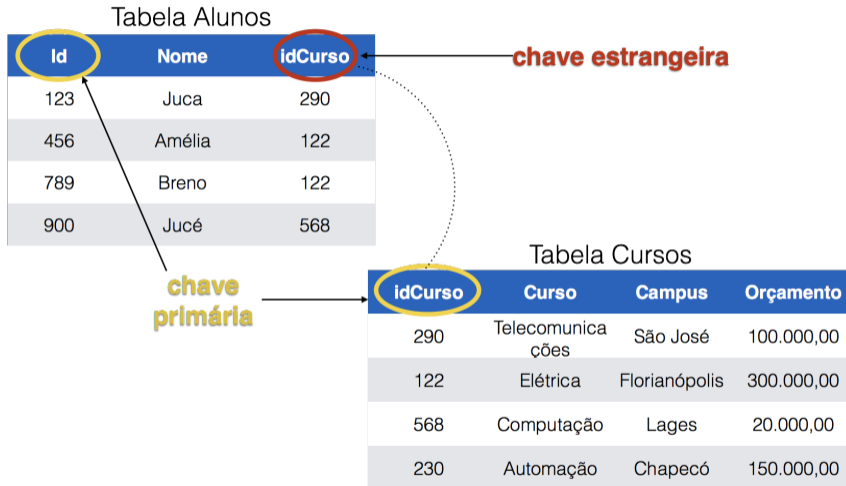 Tabela Alunos
Id Nome idCurso
chave estrangeira
123 Juca 290
456 Amélia 122
789 Breno 122
900 Jucé 568
Tabela Cursos
chave
primária
idCurso Curso Campus Orçamento
290 Telecomunica
ções São José 100.000,00
122 Elétrica Florianópolis 300.000,00
568 Computação Lages 20.000,00
230 Automação Chapecó 150.000,00